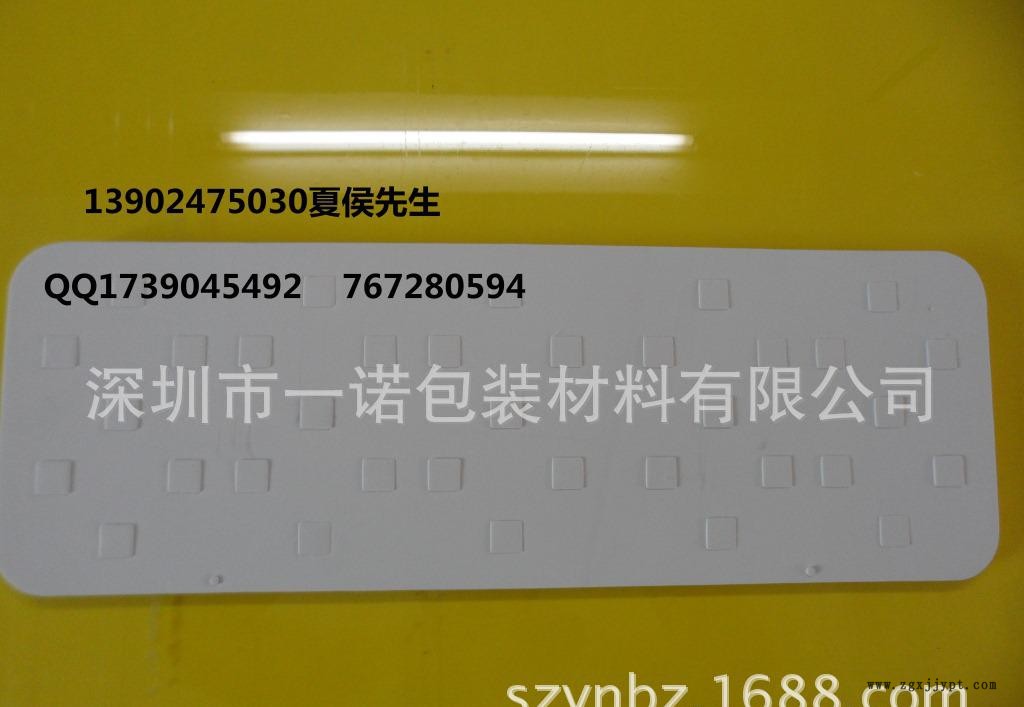 13902475030夏侯先生
QQ1739045492 767280594
深圳市一诺包装材料有限公司
szynbz.1688.com
www.zgxjjypt.com